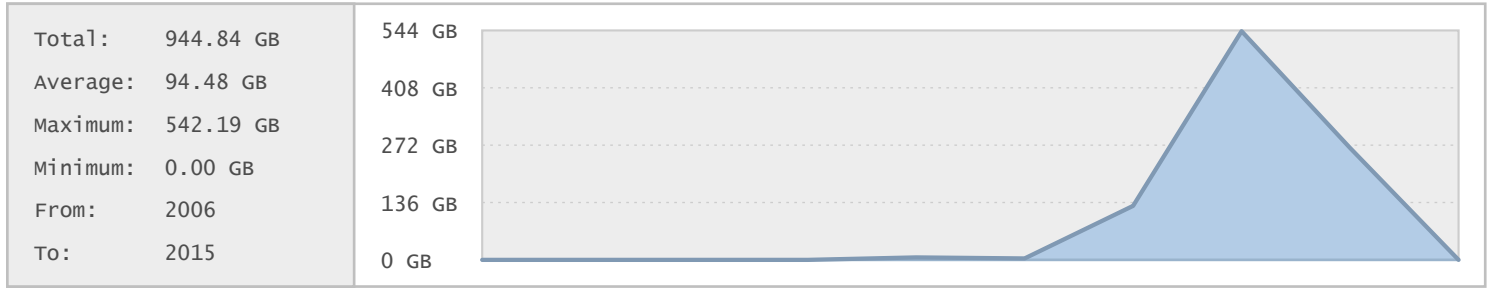 Total: 944.84 GB
Average: 94.48 GB
Maximum: 542.19 GB
Minimum: 0.00 GB
From: 2006
To: 2015
544 GB
408 GB
272 GB
136 GB
0 GB